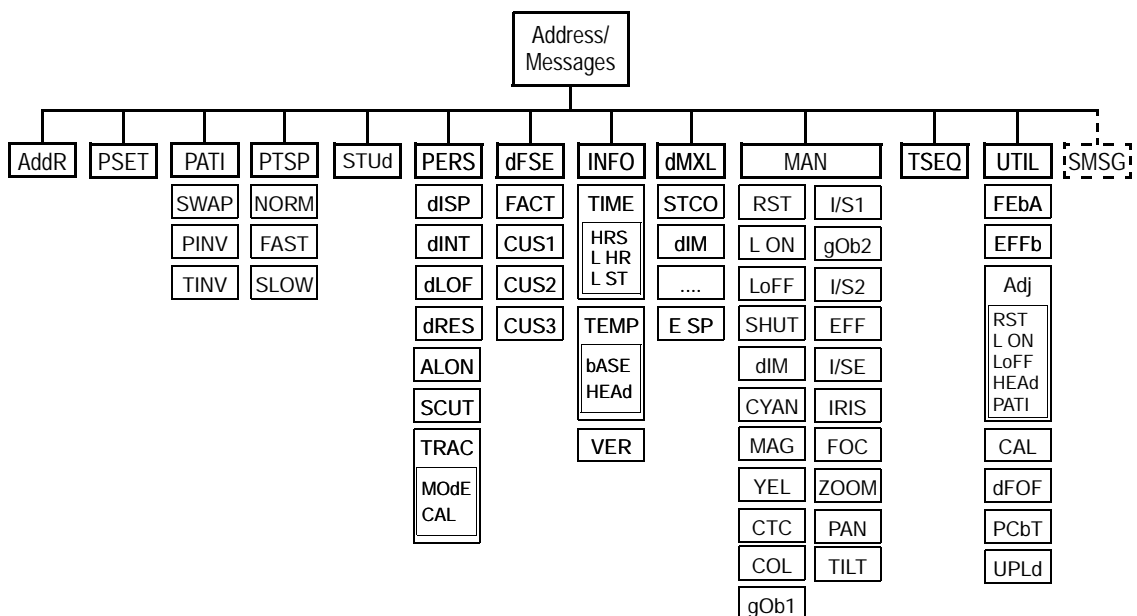 Address/
Messages
AddR
PSET
PATI
SWAP
PINV
TINV
PTSP
NORM
FAST
SLOW
STUd
PERS
dISP
dINT
dLOF
dRES
ALON
SCUT
TRAC
MOdE
CAL
dFSE
FACT
CUS1
CUS2
CUS3
INFO
TIME
HRS
L HR
L ST
TEMP
bASE
HEAd
VER
dMXL
STCO
dIM
....
E SP
MAN
RST
L ON
LoFF
SHUT
dIM
CYAN
MAG
YEL
CTC
COL
gOb1
I/S1
gOb2
I/S2
EFF
I/SE
IRIS
FOC
ZOOM
PAN
TILT
TSEQ
UTIL
FEbA
EFFb
Adj
RST
L ON
LoFF
HEAd
PATI
CAL
dFOF
PCbT
UPLd
SMSG